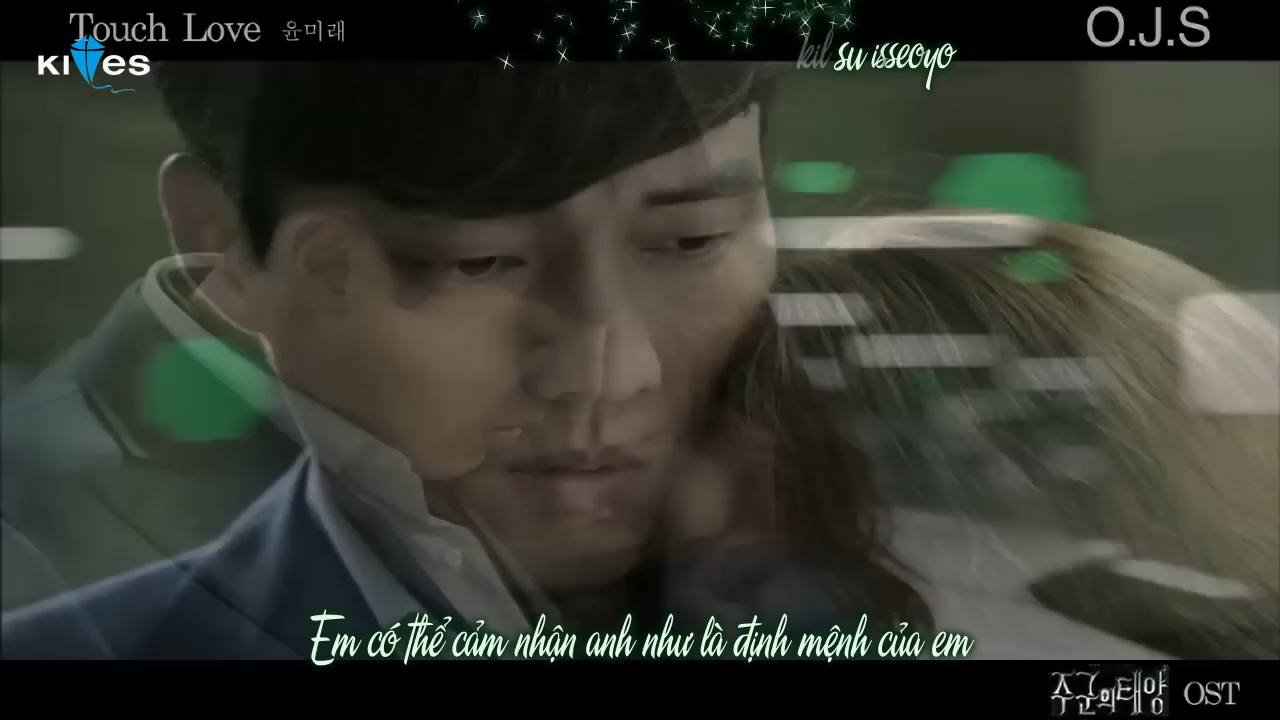 Touch Love 윤미래
O.J.S
KITES
kil su isseoyo
Em có thể cảm nhận anh như là định mệnh của em
주군의태양 OST